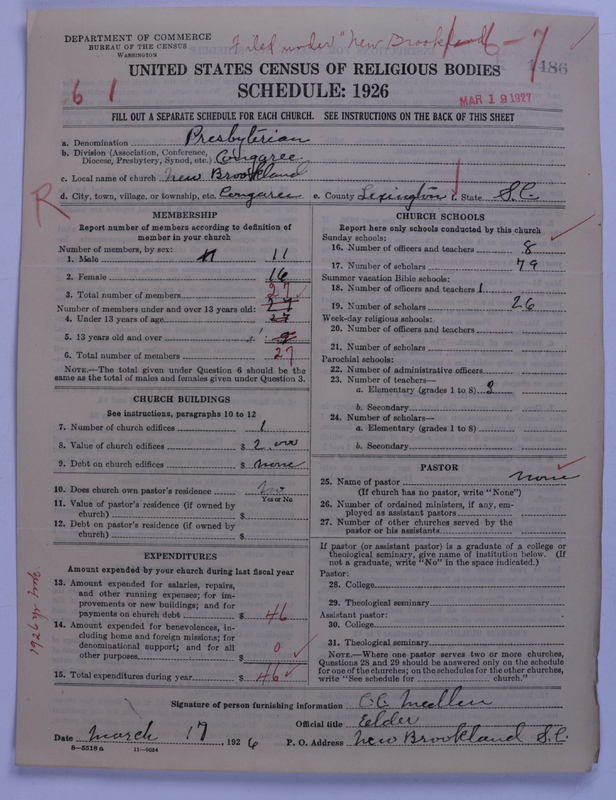 DEPARTMENT OF COMMERCE
BUREAU OF THE CENSUS
WASHINGTON
Filed under "New Brookland 6-7
1486
UNITED STATES CENSUS OF RELIGIOUS BODIES
6 1
SCHEDULE: 1926
MAR 19 1927
FILL OUT A SEPARATE SCHEDULE FOR EACH CHURCH. SEE INSTRUCTIONS ON THE BACK OF THIS SHEET
a. Denomination Presbyterian
b. Division (Association, Conference,
Diocese, Presbytery, Synod, etc.) Congaree
c. Local name of church New Brookland
d. City, town, village, or township, etc. Congaree e. County Lexington f. State S.C.
R
MEMBERSHIP
Report number of members according to definition of
member in your church
Number of members, by sex:
1. Male 11
2. Female 16
3. Total number of members 27
Number of members under and over 13 years old: 27
4. Under 13 years of age
5. 13 years old and over
6. Total number of members 27
NOTE.—The total given under Question 6 should be the
same as the total of males and females given under Question 3.
CHURCH BUILDINGS
See instructions, paragraphs 10 to 12
7. Number of church edifices 1
8. Value of church edifices $ 2,000
9. Debt on church edifices $ none
10. Does church own pastor's residence No
Yes or No
11. Value of pastor's residence (if owned by
church) $
12. Debt on pastor's residence (if owned by
church) $
EXPENDITURES
Amount expended by your church during last fiscal year
13. Amount expended for salaries, repairs,
and other running expenses; for im-
provements or new buildings; and for
payments on church debt $ 46
14. Amount expended for benevolences, in-
cluding home and foreign missions; for
denominational support; and for all
other purposes $ 0
15. Total expenditures during year $ 46
CHURCH SCHOOLS
Report here only schools conducted by this church
Sunday schools:
16. Number of officers and teachers 8
17. Number of scholars 79
Summer vacation Bible schools:
18. Number of officers and teachers 1
19. Number of scholars 26
Week-day religious schools:
20. Number of officers and teachers
21. Number of scholars
Parochial schools:
22. Number of administrative officers
23. Number of teachers—
a. Elementary (grades 1 to 8) 3
b. Secondary
24. Number of scholars—
a. Elementary (grades 1 to 8)
b. Secondary
PASTOR
25. Name of pastor none
(If church has no pastor, write "None")
26. Number of ordained ministers, if any, em-
ployed as assistant pastors
27. Number of other churches served by the
pastor or his assistants
If pastor (or assistant pastor) is a graduate of a college or
theological seminary, give name of institution below. (If
not a graduate, write "No" in the space indicated.)
Pastor:
28. College
29. Theological seminary
Assistant pastor:
30. College
31. Theological seminary
NOTE.—Where one pastor serves two or more churches,
Questions 28 and 29 should be answered only on the schedule
for one of the churches; on the schedules for the other churches,
write "See schedule for church."
Signature of person furnishing information
Official title Elder
Date March 17, 1926 P. O. Address New Brookland S.C.
8-5518a 11-9034